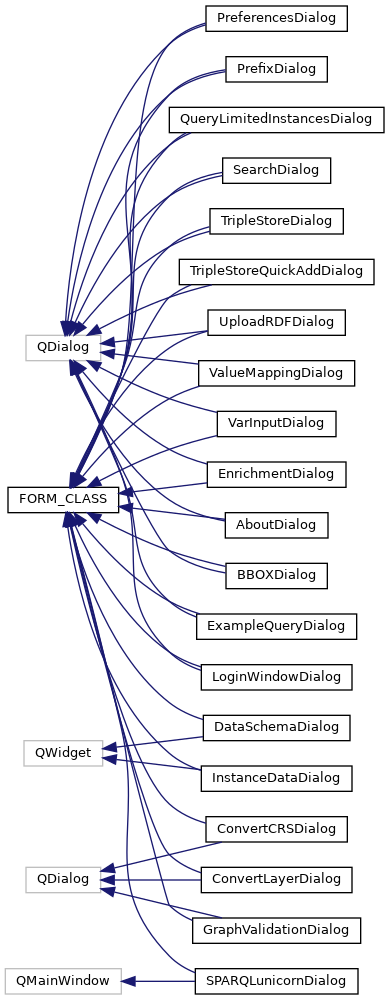 PreferencesDialog
PrefixDialog
QueryLimitedInstancesDialog
SearchDialog
TripleStoreDialog
TripleStoreQuickAddDialog
UploadRDFDialog
QDialog
ValueMappingDialog
VarInputDialog
EnrichmentDialog
FORM_CLASS
AboutDialog
BBOXDialog
ExampleQueryDialog
LoginWindowDialog
DataSchemaDialog
QWidget
InstanceDataDialog
ConvertCRSDialog
QDialog
ConvertLayerDialog
GraphValidationDialog
QMainWindow
SPARQLunicornDialog